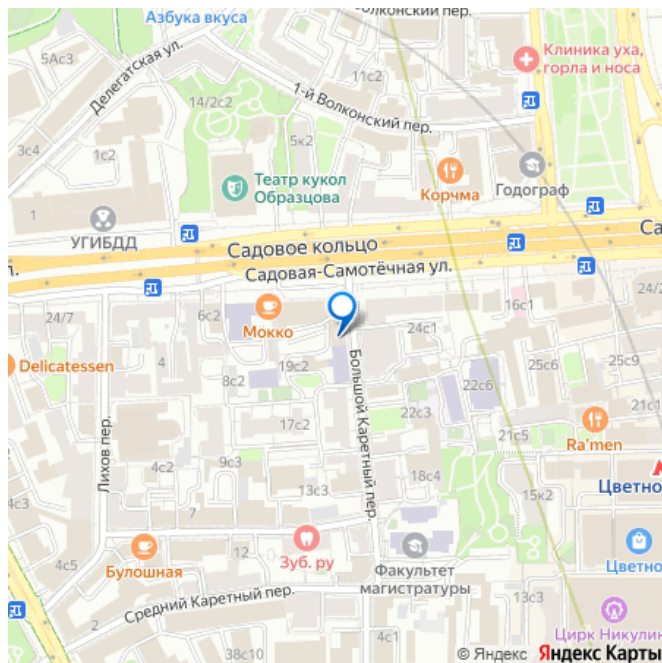 Азбука вкуса
Волконский пер.
5Ас3
Клиника уха,
горла и носа
Делегатская ул.
11с2
14/2с2
1-й Волконский пер.
5к2
3с4
1с2
Театр кукол
Образцова
Корчма
Годограф
1
УГИБДД
Садовое кольцо
Са
Садовая-Самотёчная ул.
л.
24/2
24/7
6с2
Мокко
16с1
24с1
Delicatessen
19с2
25с6
25с9
8с2
Большой Каретный пер.
22с6
21с1
22с3
17с2
Ra'men
Лихов пер.
21с5
9с3
4с2
18с4
Цветно
4с3
13с3
15к2
7
4с5
Булошная
12
Зуб.ру
Факультет
магистратуры
Цветно
Средний Каретный пер.
13с3
Цирк Никулин
4с1
38с10
© Яндекс Яндекс Карты